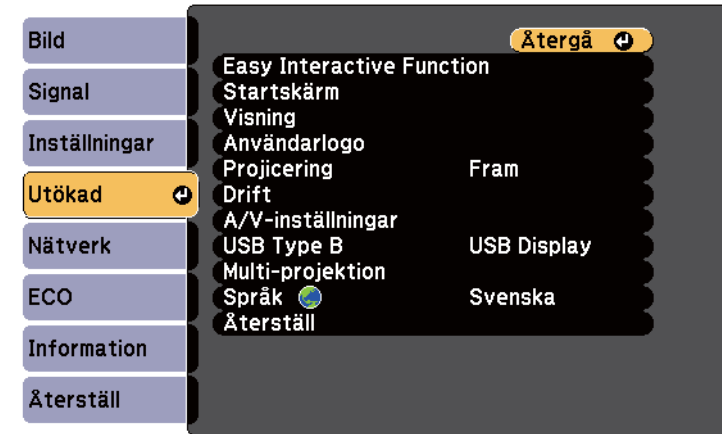 Bild
Signal
Inställningar
Utökad
Nätverk
ECO
Information
Återställ
Återgå
Easy Interactive Function
Startskärm
Visning
Användarlogo
Projicering Fram
Drift
A/V-inställningar
USB Type B USB Display
Multi-projektion
Språk Svenska
Återställ